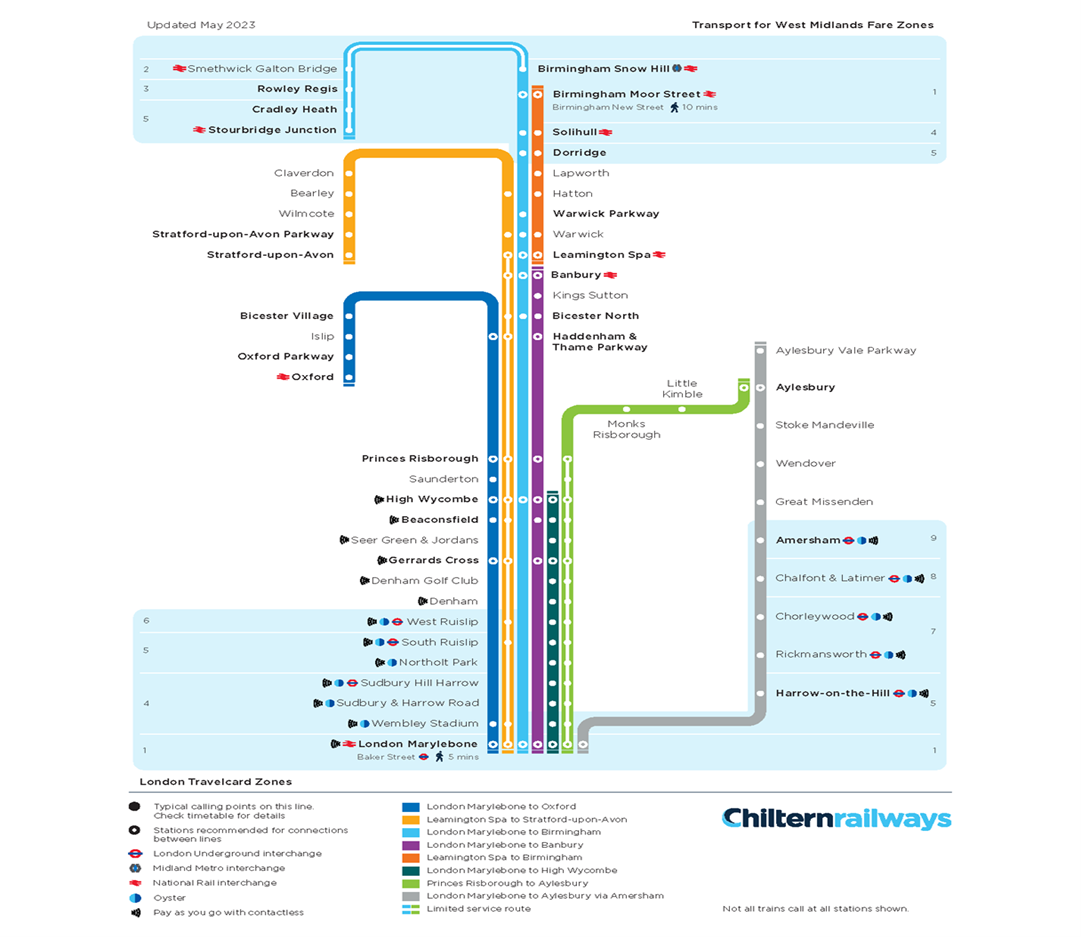 Updated May 2023
Transport for West Midlands Fare Zones
2
Smethwick Galton Bridge
Birmingham Snow Hill
3
Rowley Regis
Birmingham Moor Street
1
Birmingham New Street 10 mins
Cradley Heath
5
Stourbridge Junction
Solihull
4
Dorridge
5
Claverdon
Lapworth
Bearley
Hatton
Wilmcote
Warwick Parkway
Stratford-upon-Avon Parkway
Warwick
Stratford-upon-Avon
Leamington Spa
Banbury
Kings Sutton
Bicester Village
Bicester North
Islip
Haddenham &
Thame Parkway
Oxford Parkway
Oxford
Aylesbury Vale Parkway
Little
Kimble
Aylesbury
Monks
Risborough
Stoke Mandeville
Princes Risborough
Wendover
Saunderton
High Wycombe
Great Missenden
Beaconsfield
Seer Green & Jordans
Amersham
9
Gerrards Cross
Denham Golf Club
Chalfont & Latimer
8
Denham
6
West Ruislip
Chorleywood
7
5
South Ruislip
Northolt Park
Rickmansworth
Sudbury Hill Harrow
Harrow-on-the-Hill
5
4
Sudbury & Harrow Road
Wembley Stadium
1
London Marylebone
1
Baker Street 5 mins
London Travelcard Zones
Typical calling points on this line.
Check timetable for details
Stations recommended for connections
between lines
London Underground interchange
Midland Metro interchange
National Rail interchange
Oyster
Pay as you go with contactless
London Marylebone to Oxford
Leamington Spa to Stratford-upon-Avon
London Marylebone to Birmingham
London Marylebone to Banbury
Leamington Spa to Birmingham
London Marylebone to High Wycombe
Princes Risborough to Aylesbury
London Marylebone to Aylesbury via Amersham
Limited service route
Chilternrailways
Not all trains call at all stations shown.